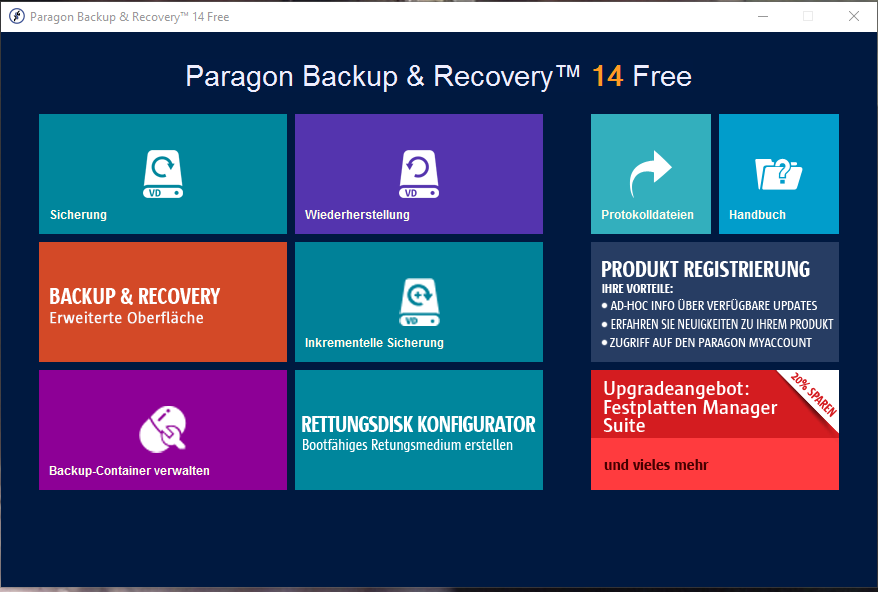 Paragon Backup & Recovery™ 14 Free
Paragon Backup & Recovery™ 14 Free
VD
Sicherung
VD
Wiederherstellung
Protokolldateien
Handbuch
BACKUP & RECOVERY
Erweiterte Oberfläche
VD
Inkrementelle Sicherung
PRODUKT REGISTRIERUNG
IHRE VORTEILE:
• AD-HOC INFO ÜBER VERFÜGBARE UPDATES
• ERFAHREN SIE NEUIGKEITEN ZU IHREM PRODUKT
• ZUGRIFF AUF DEN PARAGON MYACCOUNT
Backup-Container verwalten
RETTUNGSDISK KONFIGURATOR
Bootfähiges Retungsmedium erstellen
Upgradeangebot:
Festplatten Manager
Suite
20% SPAREN
und vieles mehr